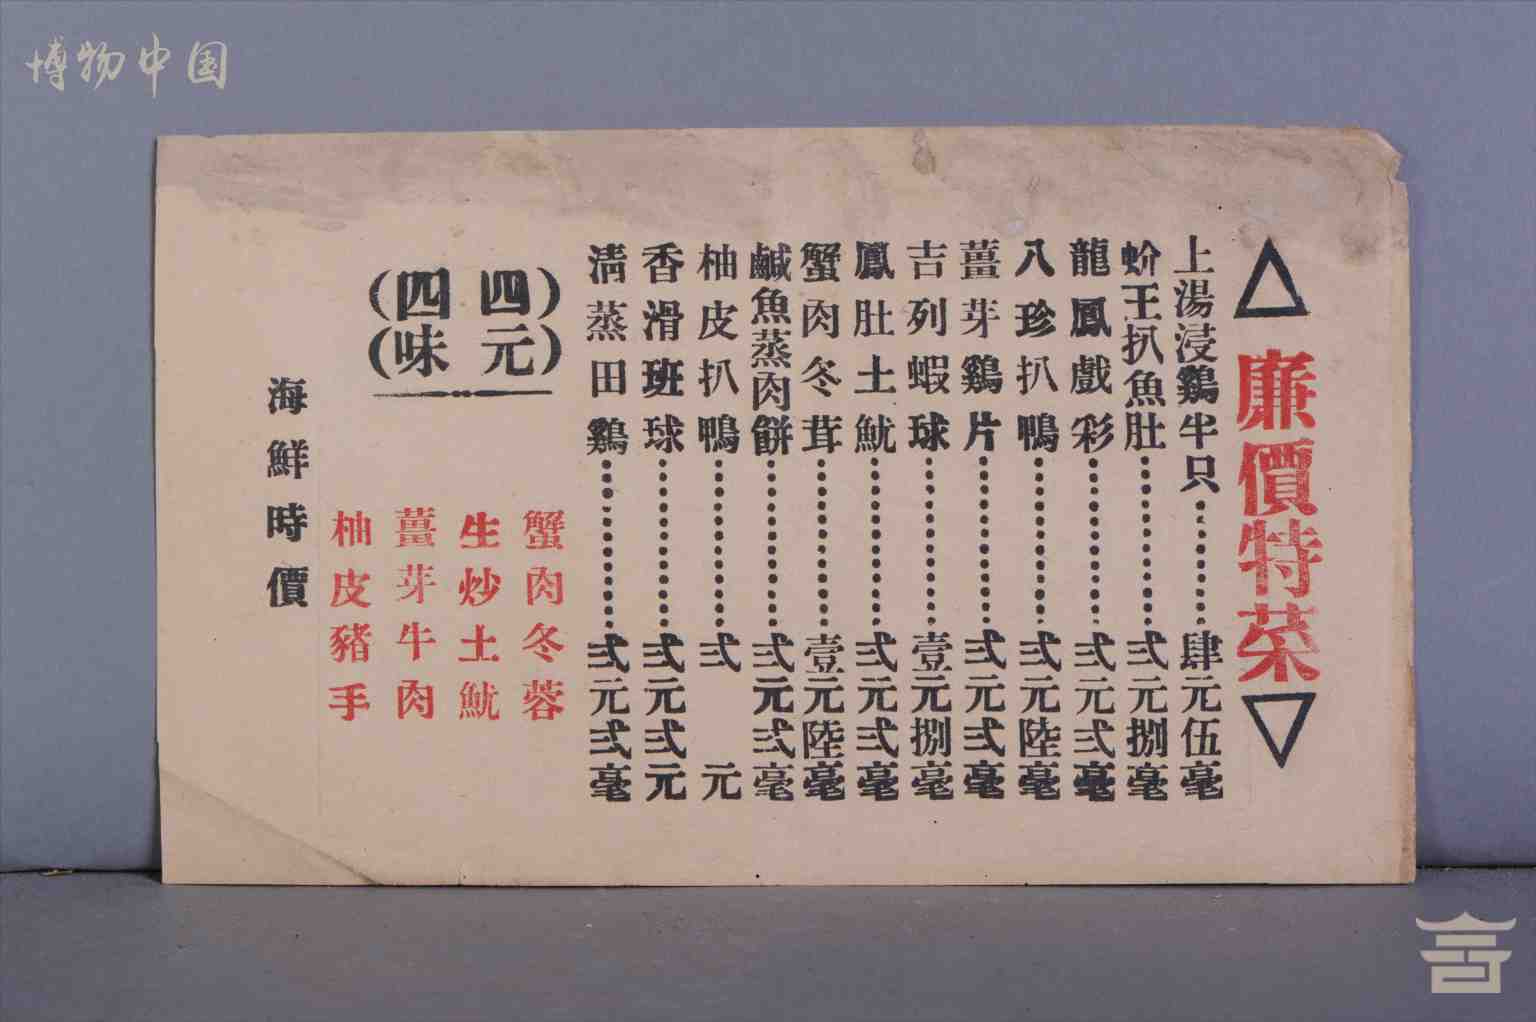 博物中国
廉價特菜
上湯浸鷄半只……肆元伍毫
蚧王扒魚肚……弍元捌毫
龍鳳戲彩……弍元弍毫
八珍扒鴨……弍元陸毫
薑芽鷄片……弍元弍毫
吉列蝦球……壹元捌毫
鳳肚土魷……弍元弍毫
蟹肉冬茸……壹元陸毫
鹹魚蒸肉餅……弍元弍毫
柚皮扒鴨……弍元
香滑班球……弍元弍元
清蒸田鷄……弍元弍毫
(四元)
(四味)
蟹肉冬蓉
生炒土魷
薑芽牛肉
柚皮豬手
海鮮時價